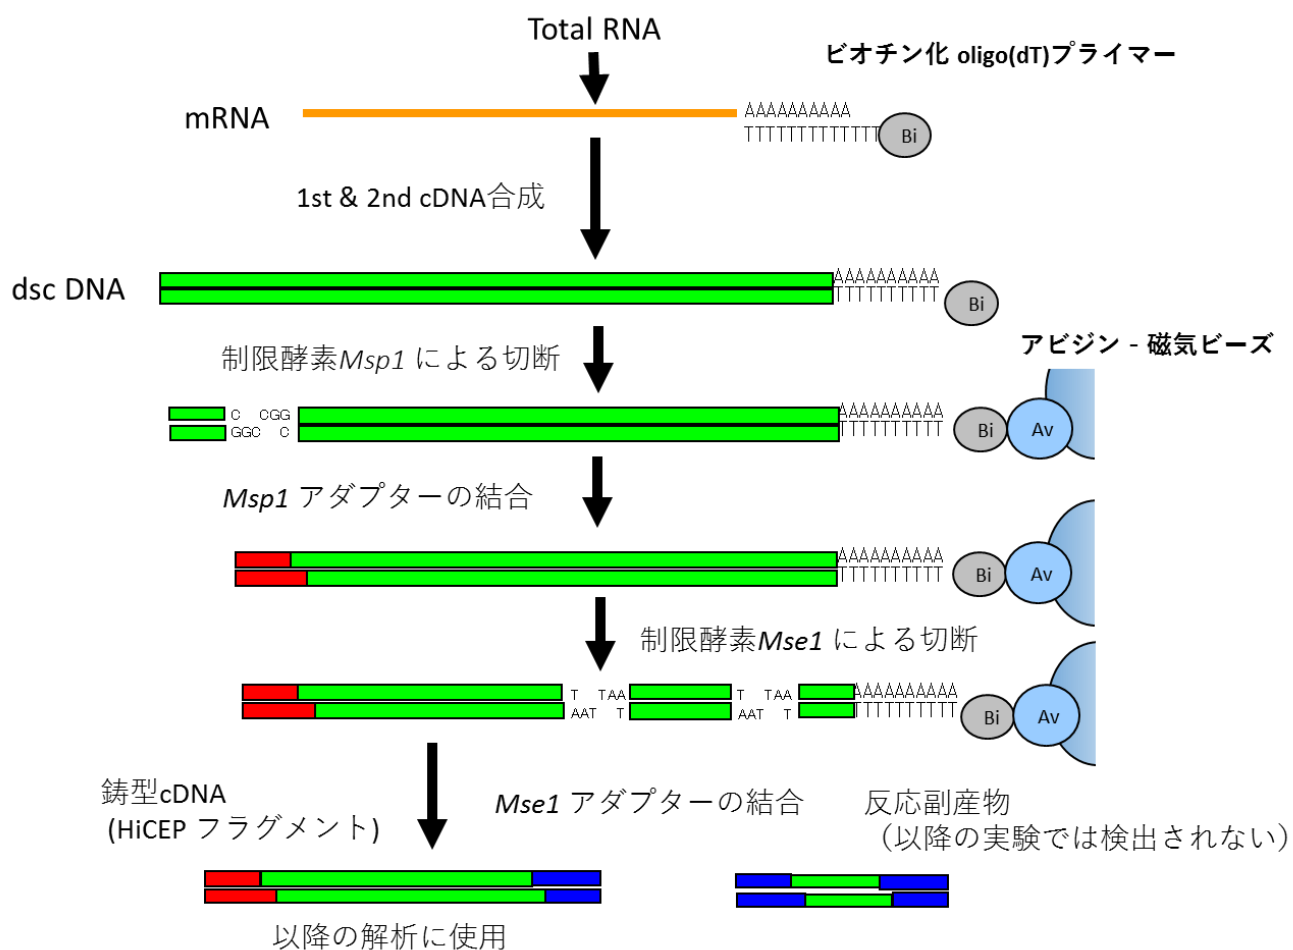 Total RNA
ビオチン化 oligo(dT)プライマー
mRNA
AAAAAAAAAA
TTTTTTTTTTTTT
Bi
1st & 2nd cDNA合成
dsc DNA
AAAAAAAAAA
TTTTTTTTTT
Bi
制限酵素Msp1 による切断
アビジン - 磁気ビーズ
C CGG
GGC C
AAAAAAAAAA
TTTTTTTTTT
Bi
Av
Msp1 アダプターの結合
AAAAAAAAAA
TTTTTTTTTT
Bi
Av
制限酵素Mse1 による切断
T TAA
AAT T
T TAA
AAT T
AAAAAAAAAA
TTTTTTTTTT
Bi
Av
鋳型cDNA
(HiCEP フラグメント)
Mse1 アダプターの結合
反応副産物
（以降の実験では検出されない）
以降の解析に使用